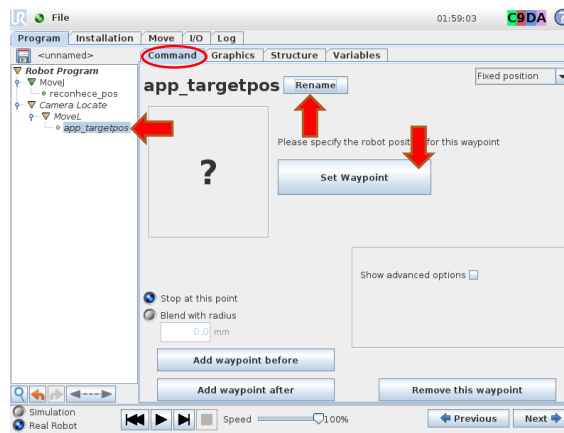 UR File 01:59:03 C9DA ?
Program Installation Move I/O Log
<unnamed> Command Graphics Structure Variables
Robot Program
MoveJ
reconhece_pos
Camera Locate
MoveL
app_targetpos
app_targetpos Rename Fixed position
Please specify the robot position for this waypoint
?
Set Waypoint
Show advanced options
Stop at this point
Blend with radius
0.0 mm
Add waypoint before
Add waypoint after Remove this waypoint
Simulation
Real Robot
Speed 100% Previous Next